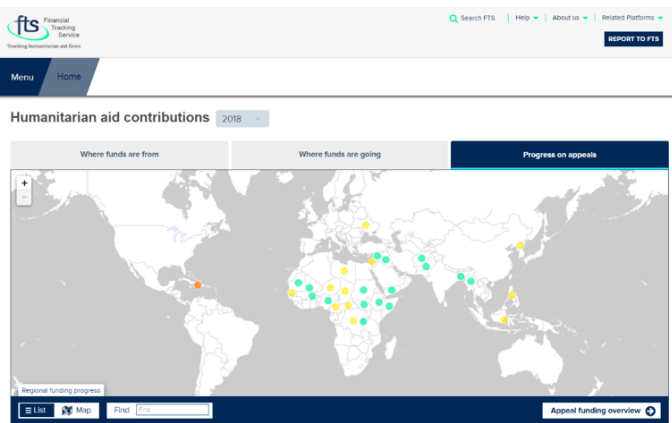 fts Financial
Tracking
Service
Tracking humanitarian aid flows
Search FTS
Help
About us
Related Platforms
REPORT TO FTS
Menu
Home
Humanitarian aid contributions 2018
Where funds are from
Where funds are going
Progress on appeals
+
−
Regional funding progress
List
Map
Find
Find
Appeal funding overview